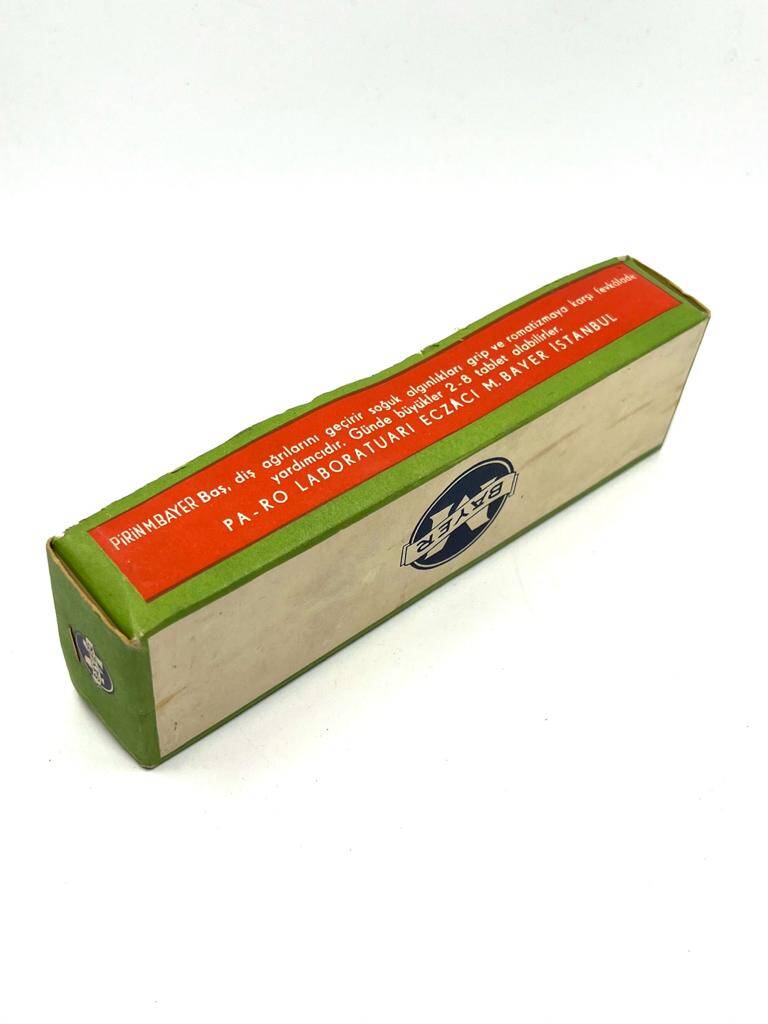 PİRİN M.BAYER Baş, diş ağrılarını geçirir soğuk algınlıkları grip ve romatizmaya karşı fevkâlade
yardımcıdır. Günde büyükler 2-8 tablet alabilirler.
PA-RO LABORATUARI ECZACI M. BAYER İSTANBUL
M
BAYER